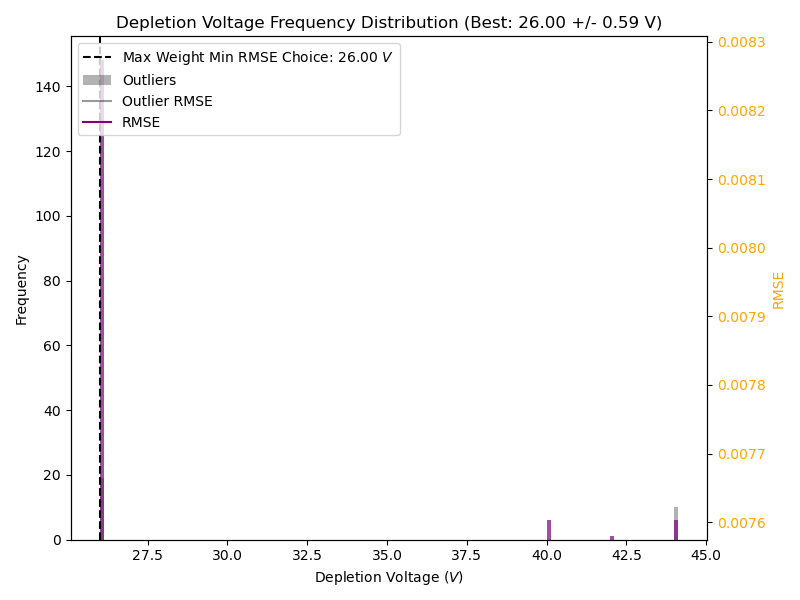 Depletion Voltage Frequency Distribution (Best: 26.00 +/- 0.59 V)
Max Weight Min RMSE Choice: 26.00 V
Outliers
Outlier RMSE
RMSE
140
120
100
80
60
40
20
0
Frequency
0.0083
0.0082
0.0081
0.0080
0.0079
0.0078
0.0077
0.0076
RMSE
27.5 30.0 32.5 35.0 37.5 40.0 42.5 45.0
Depletion Voltage (V)